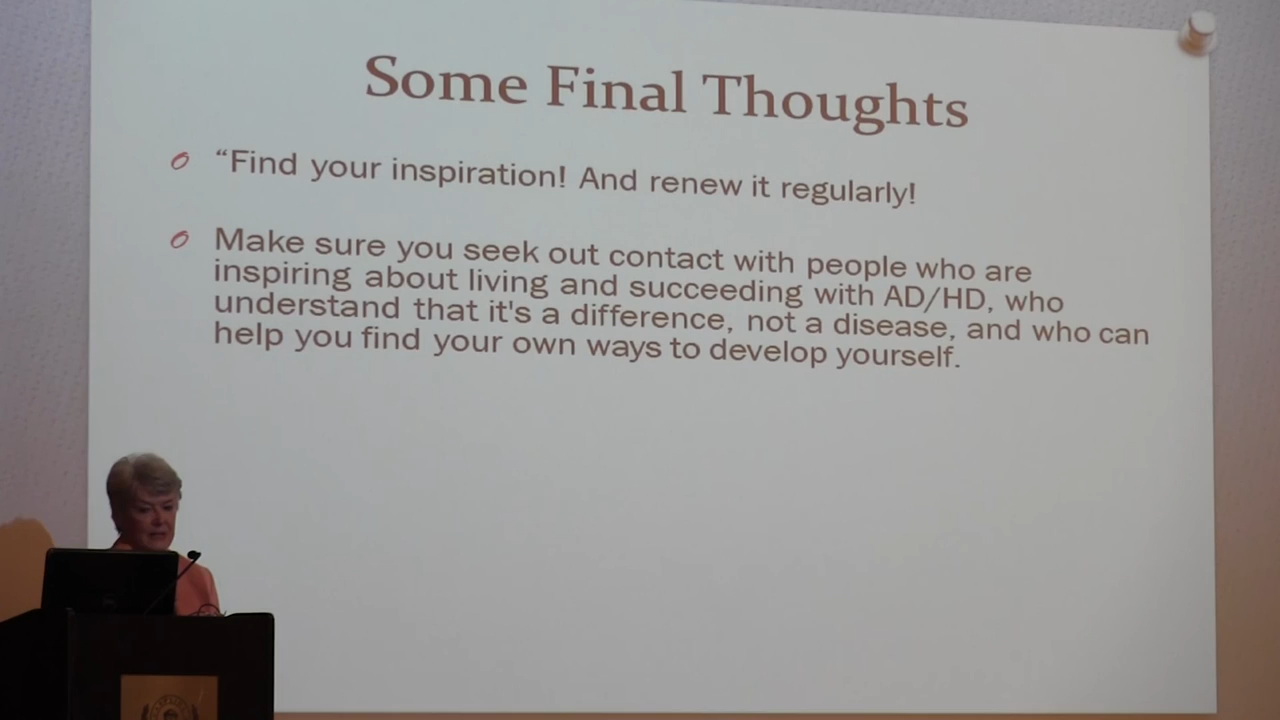 Some Final Thoughts
“Find your inspiration! And renew it regularly!
Make sure you seek out contact with people who are
inspiring about living and succeeding with AD/HD, who
understand that it's a difference, not a disease, and who can
help you find your own ways to develop yourself.